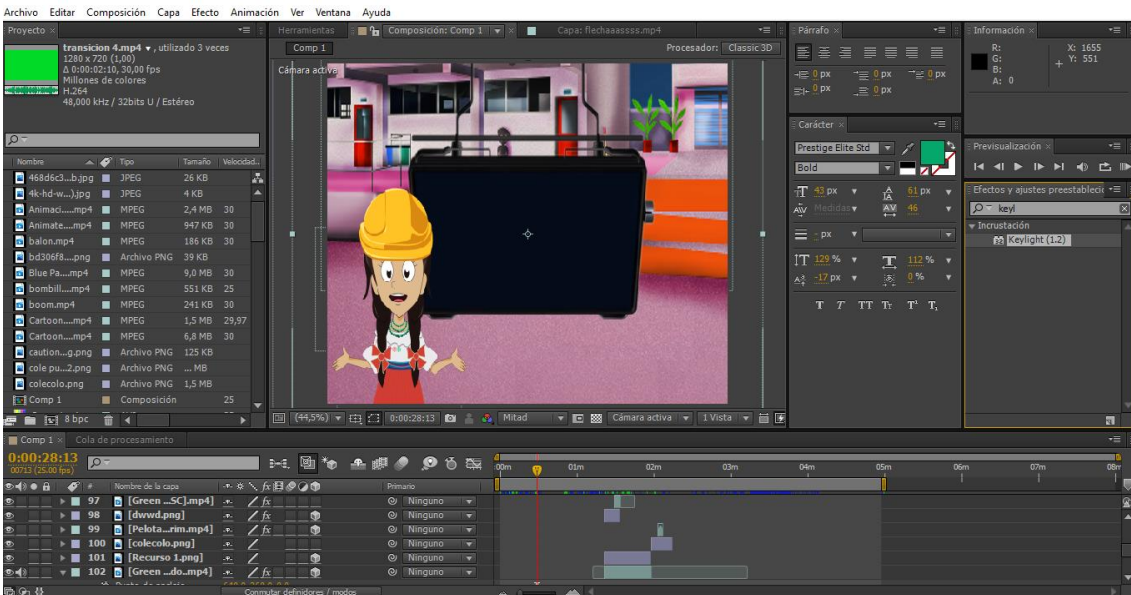 Archivo Editar Composición Capa Efecto Animación Ver Ventana Ayuda
Proyecto
transicion 4.mp4 ▾ , utilizado 3 veces
1280 x 720 (1,00)
Δ 0:00:02:10, 30,00 fps
Millones de colores
H.264
48,000 kHz / 32bits U / Estéreo
Nombre Tipo Tamaño Velocidad..
468d6c3...b.jpg JPEG 26 KB
4k-hd-w...).jpg JPEG 4 KB
Animaci.....mp4 MPEG 2,4 MB 30
Animate....mp4 MPEG 947 KB 30
balon.mp4 MPEG 186 KB 30
bd306f8....png Archivo PNG 39 KB
Blue Pa....mp4 MPEG 9,0 MB 30
bombill....mp4 MPEG 551 KB 25
boom.mp4 MPEG 241 KB 30
Cartoon....mp4 MPEG 1,5 MB 29,97
Cartoon....mp4 MPEG 6,8 MB 30
caution...g.png Archivo PNG 125 KB
cole pu...2.png Archivo PNG ... MB
colecolo.png Archivo PNG 1,5 MB
Comp 1 Composición 25
8 bpc
Herramientas Composición: Comp 1 Capa: flechaaassss.mp4
Comp 1 Procesador: Classic 3D
Cámara activa
(44,5%) 0:00:28:13 Mitad Cámara activa 1 Vista
Párrafo
0 px 0 px 0 px
0 px 0 px
Carácter
Prestige Elite Std
Bold
43 px 61 px
Medidas 46
- px
129 % 112 %
-17 px 0 %
T T TT Tt T¹ T₁
Información
R: X: 1655
G: Y: 551
B:
A: 0
Previsualización
Efectos y ajustes preestableci
keyl
Incrustación
Keylight (1.2)
Comp 1 Cola de procesamiento
0:00:28:13
00713 (25.00 fps)
:00m 01m 02m 03m 04m 05m 06m 07m 08m
# Nombre de la capa Primario
97 [Green ...SC].mp4] Ninguno
98 [dwwd.png] Ninguno
99 [Pelota...rim.mp4] Ninguno
100 [colecolo.png] Ninguno
101 [Recurso 1.png] Ninguno
102 [Green ...do..mp4] Ninguno
Conmutar definidores / modos